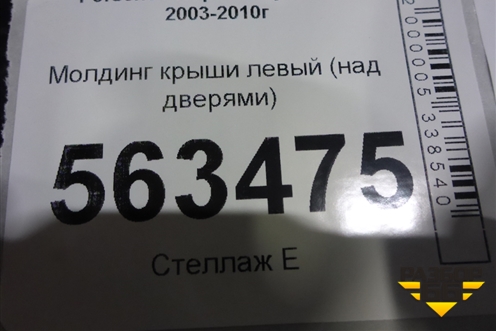 2003-2010г
Молдинг крыши левый (над
дверями)
563475
Стеллаж Е
2000005338540